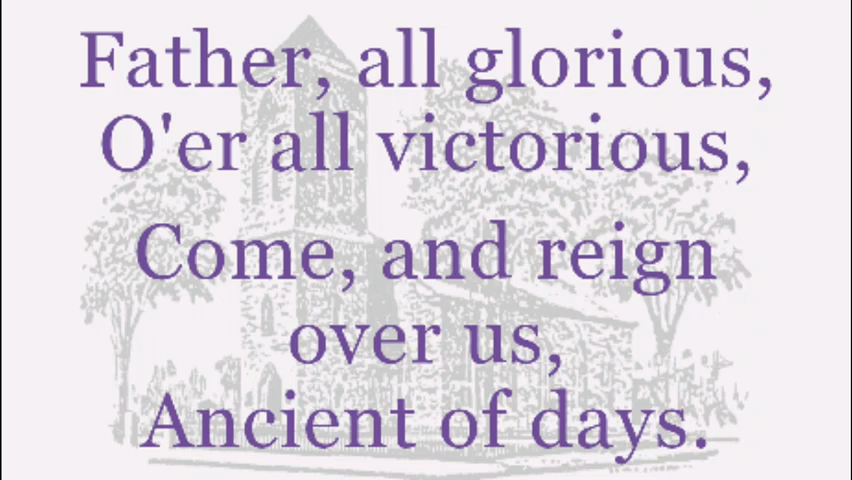 Father, all glorious,
O'er all victorious,
Come, and reign
over us,
Ancient of days.